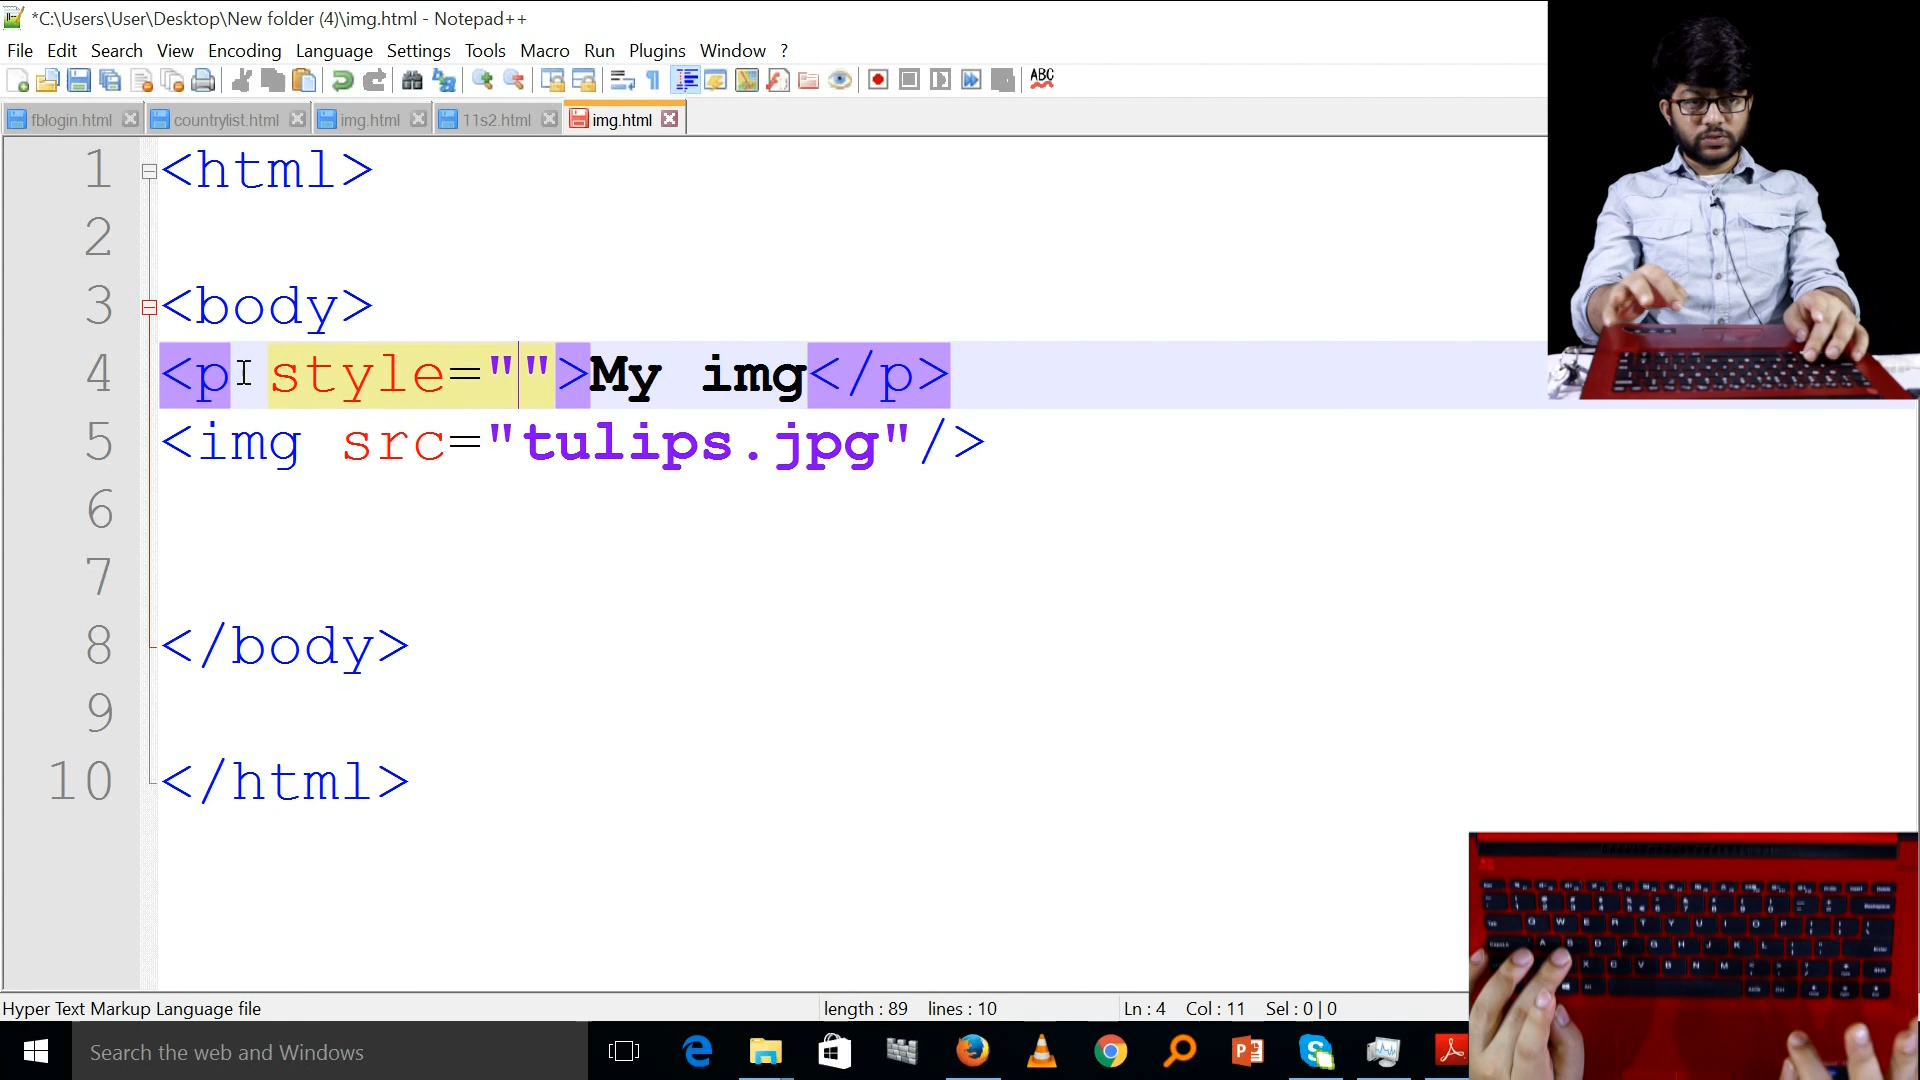 *C:\Users\User\Desktop\New folder (4)\img.html - Notepad++
File Edit Search View Encoding Language Settings Tools Macro Run Plugins Window ?
ABC
fblogin.html countrylist.html img.html 11s2.html img.html
1 <html>
2
3 <body>
4 <p style="">My img</p>
5 <img src="tulips.jpg"/>
6
7
8 </body>
9
10 </html>
Hyper Text Markup Language file length : 89 lines : 10 Ln : 4 Col : 11 Sel : 0 | 0
Search the web and Windows